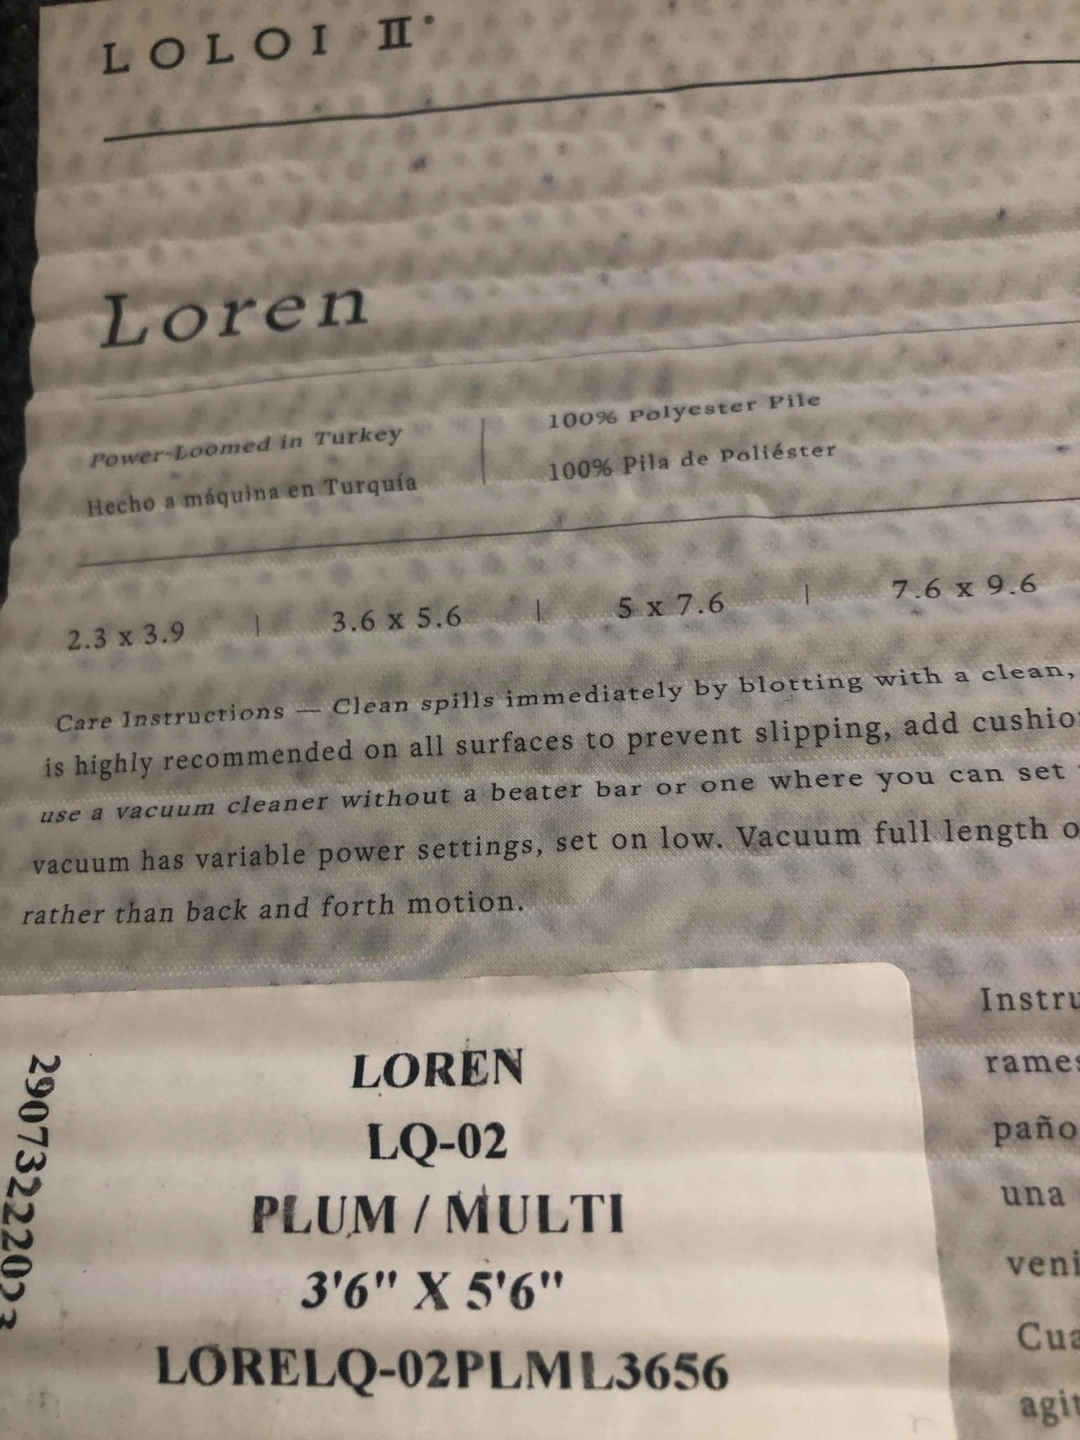 LOLOI II
Loren
Power-Loomed in Turkey
Hecho a máquina en Turquía
100% Polyester Pile
100% Pila de Poliéster
2.3 x 3.9 | 3.6 x 5.6 | 5 x 7.6 | 7.6 x 9.6
Care Instructions — Clean spills immediately by blotting with a clean,
is highly recommended on all surfaces to prevent slipping, add cushio
use a vacuum cleaner without a beater bar or one where you can set
vacuum has variable power settings, set on low. Vacuum full length o
rather than back and forth motion.
LOREN
LQ-02
PLUM / MULTI
3'6" X 5'6"
LORELQ-02PLML3656
29073222023
Instru
rames
paño
una
veni
Cua
agit